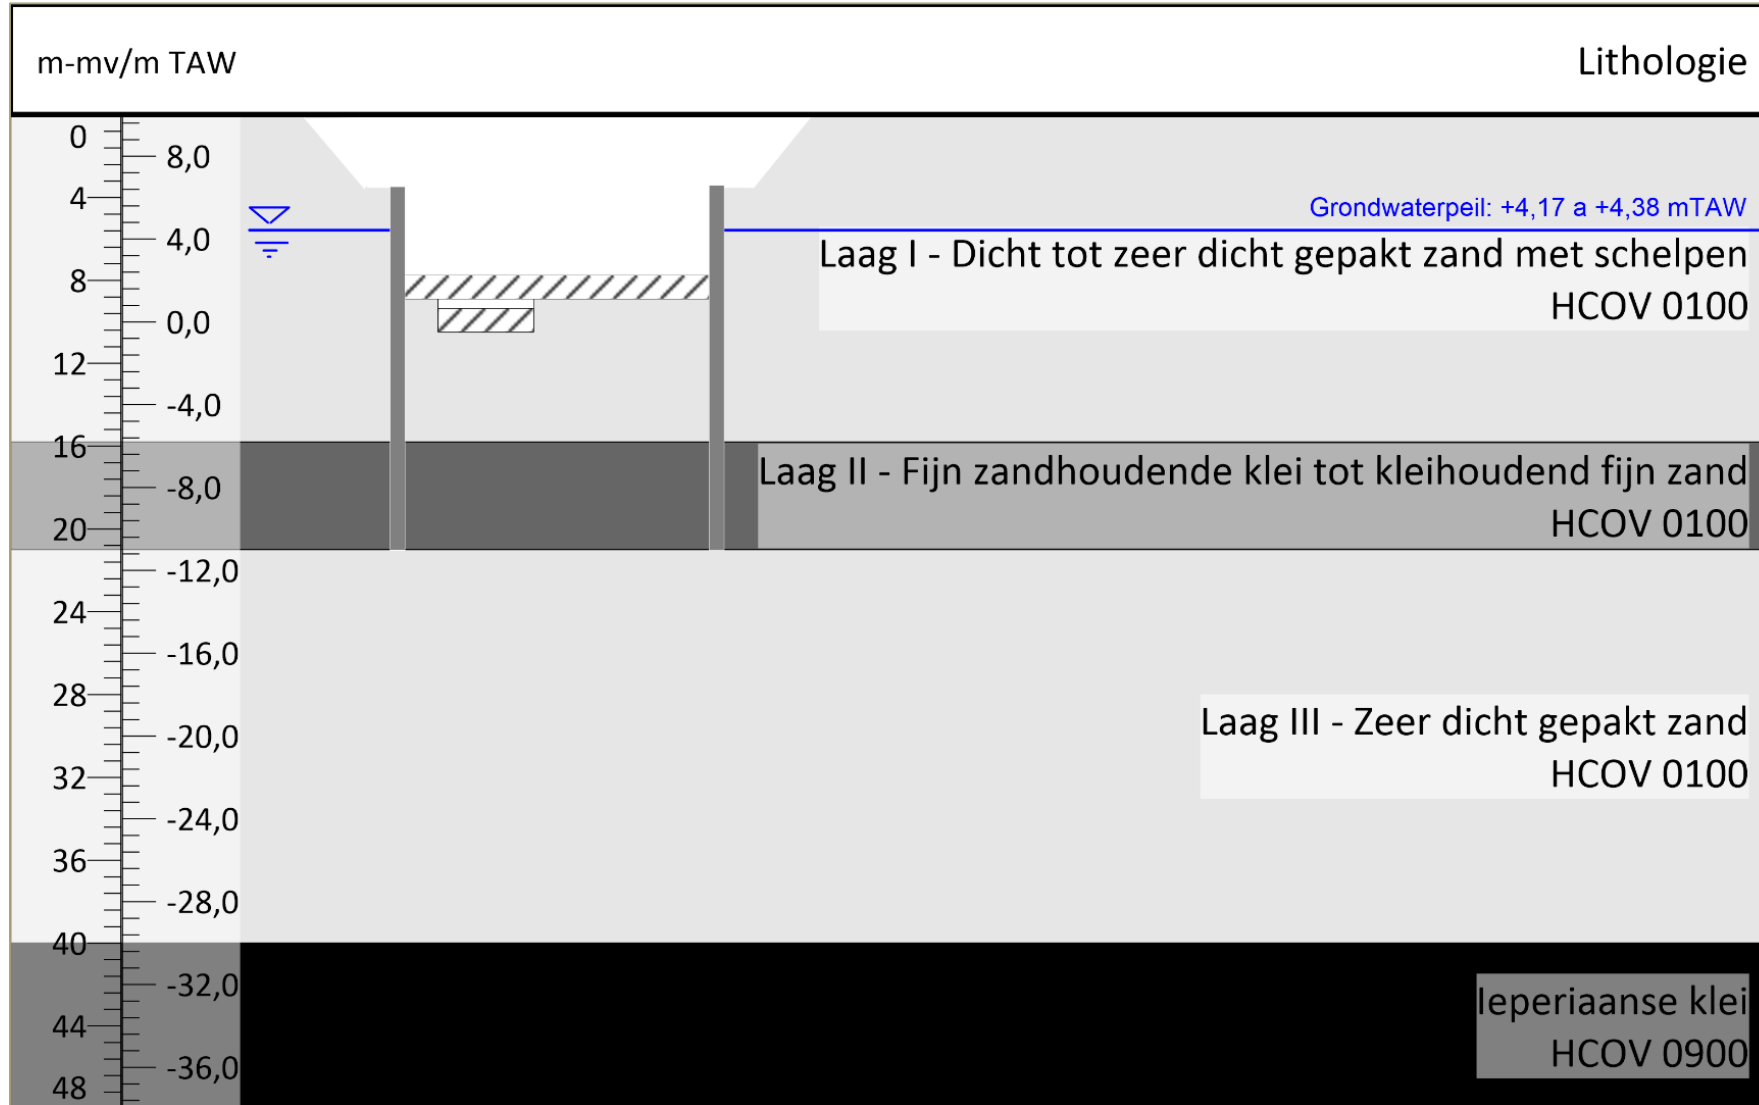 m-mv/m TAW
Lithologie
0
8,0
4
Grondwaterpeil: +4,17 a +4,38 mTAW
4,0
Laag I - Dicht tot zeer dicht gepakt zand met schelpen
8
HCOV 0100
0,0
12
-4,0
16
Laag II - Fijn zandhoudende klei tot kleihoudend fijn zand
-8,0
20
HCOV 0100
-12,0
24
-16,0
28
Laag III - Zeer dicht gepakt zand
-20,0
32
HCOV 0100
-24,0
36
-28,0
40
-32,0
Ieperiaanse klei
44
HCOV 0900
-36,0
48